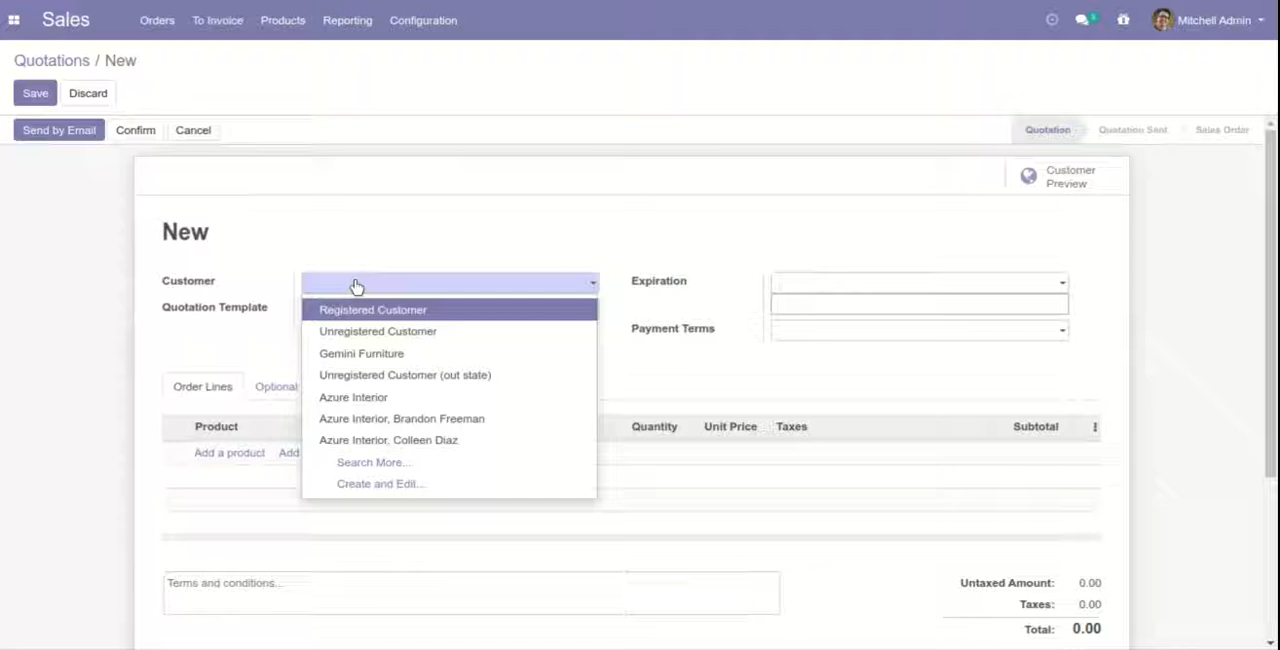 Sales Orders To Invoice Products Reporting Configuration Mitchell Admin
Quotations / New
Save Discard
Send by Email Confirm Cancel Quotation Quotation Sent Sales Order
Customer
Preview
New
Customer Expiration
Registered Customer
Quotation Template
Unregistered Customer Payment Terms
Gemini Furniture
Unregistered Customer (out state)
Order Lines Optional
Azure Interior
Azure Interior, Brandon Freeman
Product Quantity Unit Price Taxes Subtotal
Azure Interior, Colleen Diaz
Add a product Add
Search More...
Create and Edit...
Terms and conditions... Untaxed Amount: 0.00
Taxes: 0.00
Total: 0.00